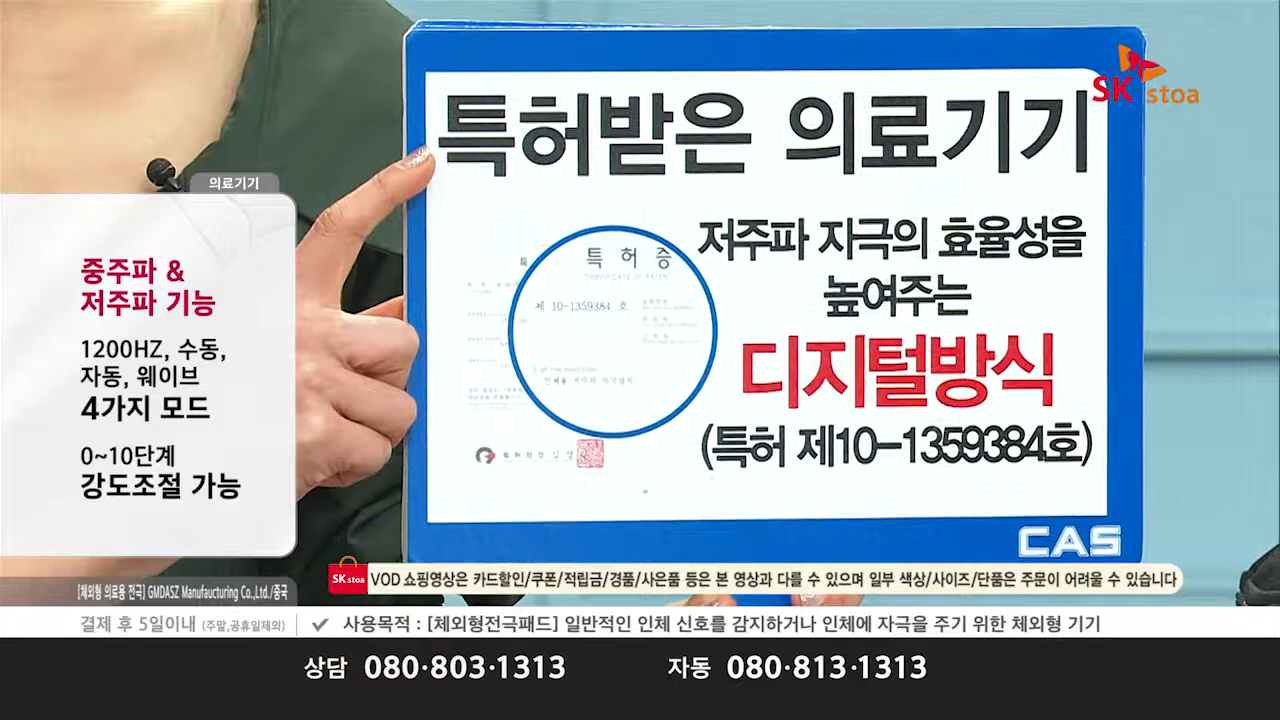 SK stoa
특허받은 의료기기
의료기기
중주파 &
저주파 기능
1200HZ, 수동,
자동, 웨이브
4가지 모드
0~10단계
강도조절 가능
특 허 증
제 10-1359384 호
저주파 자극의 효율성을
높여주는
디지털방식
(특허 제10-1359384호)
CAS
SK stoa
VOD 쇼핑영상은 카드할인/쿠폰/적립금/경품/사은품 등은 본 영상과 다를 수 있으며 일부 색상/사이즈/단품은 주문이 어려울 수 있습니다
[체외형 의료용 전극] GMDASZ Manufaucturing Co.,Ltd./중국
결제 후 5일이내 (주말,공휴일제외)
사용목적 : [체외형전극패드] 일반적인 인체 신호를 감지하거나 인체에 자극을 주기 위한 체외형 기기
상담 080·803·1313
자동 080·813·1313